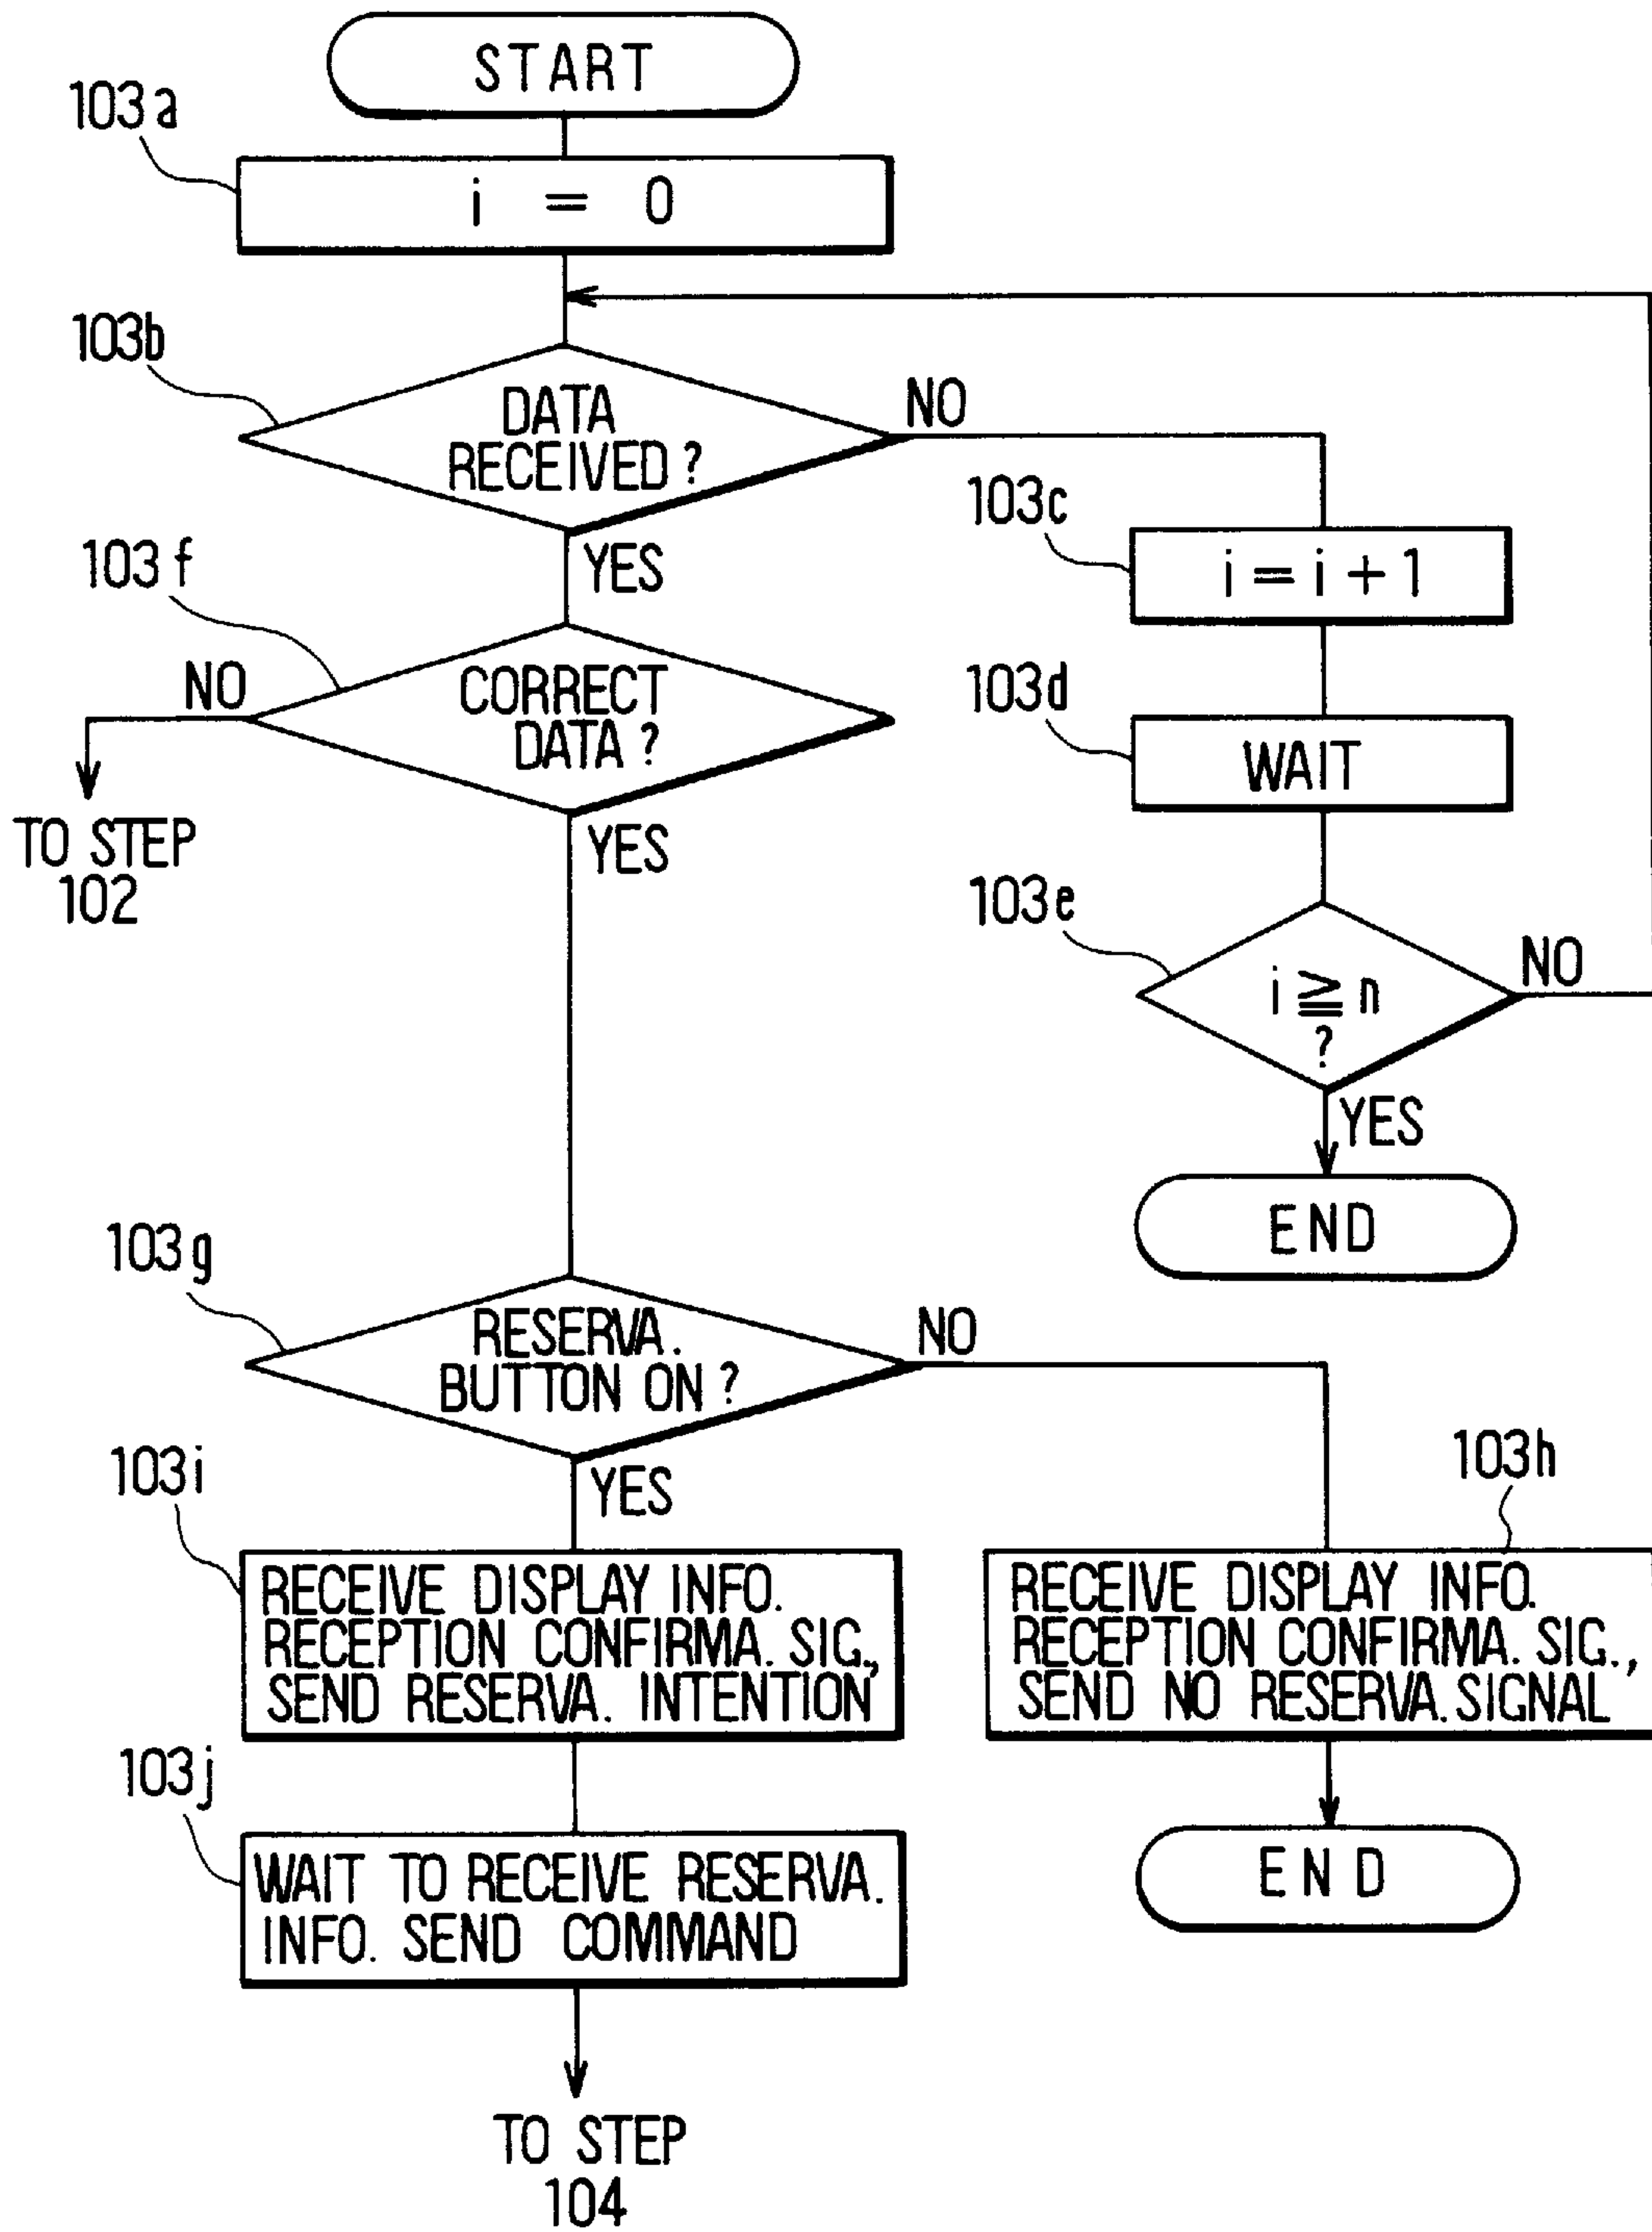 START
103a
i = 0
103b
DATA
RECEIVED ?
NO
YES
103c
i = i + 1
103f
NO
CORRECT
DATA ?
YES
TO STEP
102
103d
WAIT
103e
i ≧ n
?
NO
YES
END
103g
RESERVA.
BUTTON ON ?
NO
YES
103i
RECEIVE DISPLAY INFO.
RECEPTION CONFIRMA. SIG.,
SEND RESERVA. INTENTION
103h
RECEIVE DISPLAY INFO.
RECEPTION CONFIRMA. SIG.,
SEND NO RESERVA. SIGNAL
END
103j
WAIT TO RECEIVE RESERVA.
INFO. SEND COMMAND
TO STEP
104